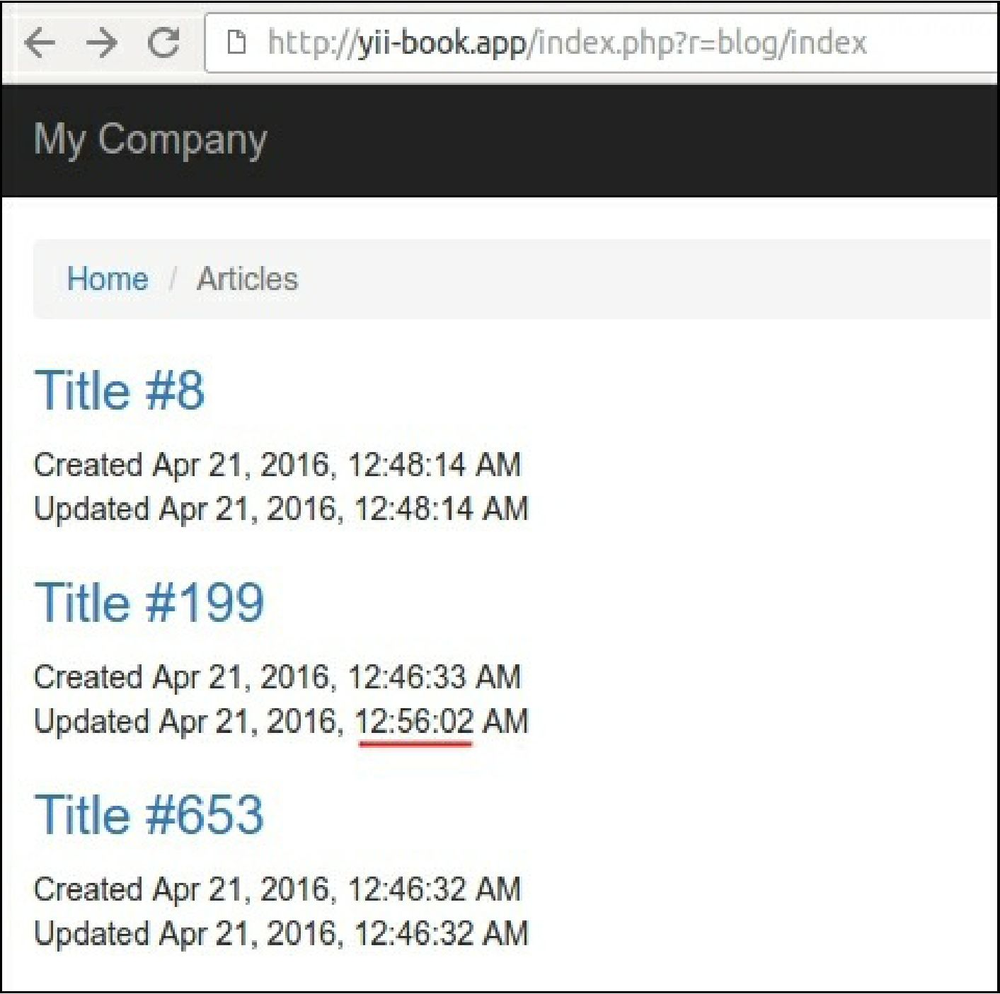 http://yii-book.app/index.php?r=blog/index
My Company
Home / Articles
Title #8
Created Apr 21, 2016, 12:48:14 AM
Updated Apr 21, 2016, 12:48:14 AM
Title #199
Created Apr 21, 2016, 12:46:33 AM
Updated Apr 21, 2016, 12:56:02 AM
Title #653
Created Apr 21, 2016, 12:46:32 AM
Updated Apr 21, 2016, 12:46:32 AM